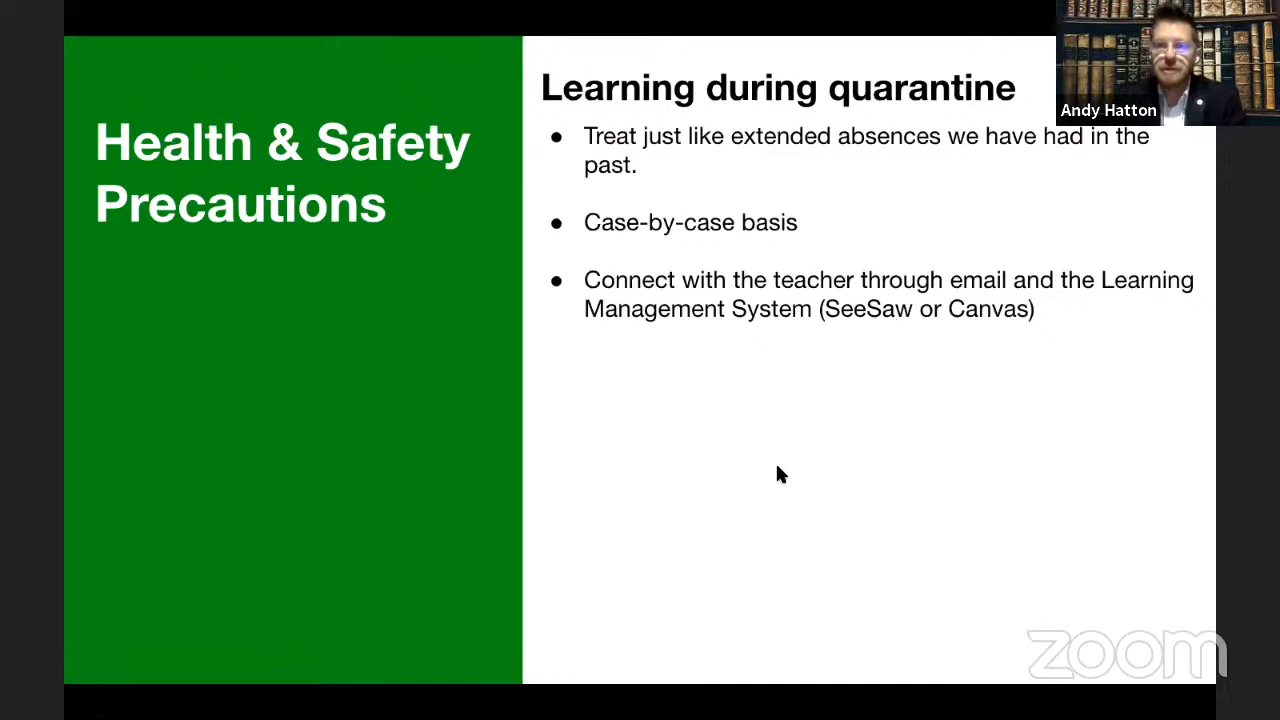 Health & Safety
Precautions
Learning during quarantine
● Treat just like extended absences we have had in the
past.
● Case-by-case basis
● Connect with the teacher through email and the Learning
Management System (SeeSaw or Canvas)
Andy Hatton
zoom